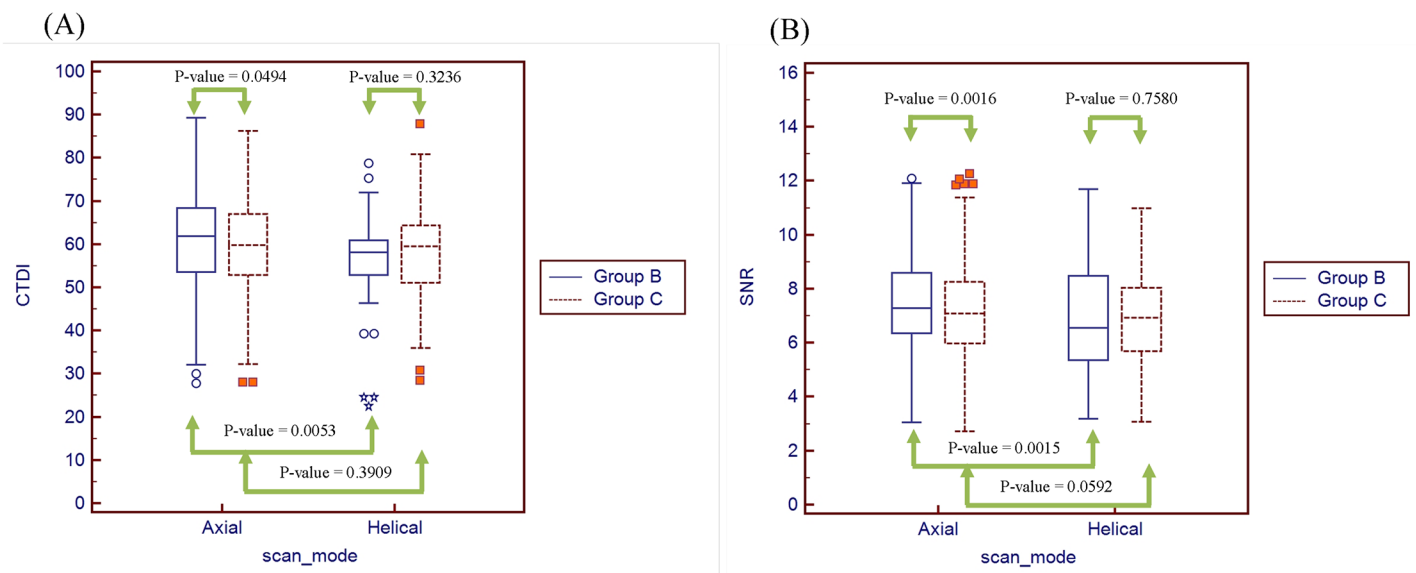 (A)
P-value = 0.0494
P-value = 0.3236
100
90
80
70
60
50
40
30
20
10
0
CTDI
P-value = 0.0053
P-value = 0.3909
Axial
Helical
scan_mode
Group B
Group C
(B)
P-value = 0.0016
P-value = 0.7580
16
14
12
10
8
6
4
2
0
SNR
P-value = 0.0015
P-value = 0.0592
Axial
Helical
scan_mode
Group B
Group C